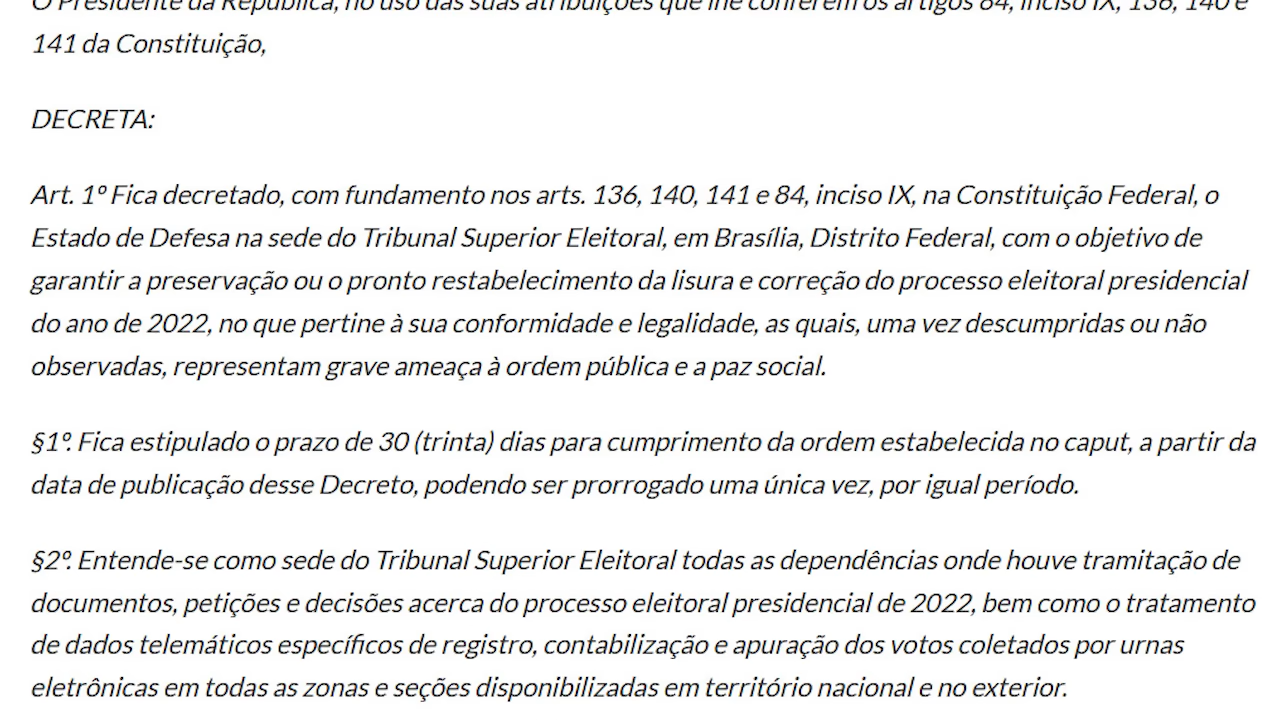 O Presidente da República, no uso das suas atribuições que lhe conferem os artigos 84, inciso IX, 136, 140 e
141 da Constituição,
DECRETA:
Art. 1º Fica decretado, com fundamento nos arts. 136, 140, 141 e 84, inciso IX, na Constituição Federal, o
Estado de Defesa na sede do Tribunal Superior Eleitoral, em Brasília, Distrito Federal, com o objetivo de
garantir a preservação ou o pronto restabelecimento da lisura e correção do processo eleitoral presidencial
do ano de 2022, no que pertine à sua conformidade e legalidade, as quais, uma vez descumpridas ou não
observadas, representam grave ameaça à ordem pública e a paz social.
§1º. Fica estipulado o prazo de 30 (trinta) dias para cumprimento da ordem estabelecida no caput, a partir da
data de publicação desse Decreto, podendo ser prorrogado uma única vez, por igual período.
§2º. Entende-se como sede do Tribunal Superior Eleitoral todas as dependências onde houve tramitação de
documentos, petições e decisões acerca do processo eleitoral presidencial de 2022, bem como o tratamento
de dados telemáticos específicos de registro, contabilização e apuração dos votos coletados por urnas
eletrônicas em todas as zonas e seções disponibilizadas em território nacional e no exterior.